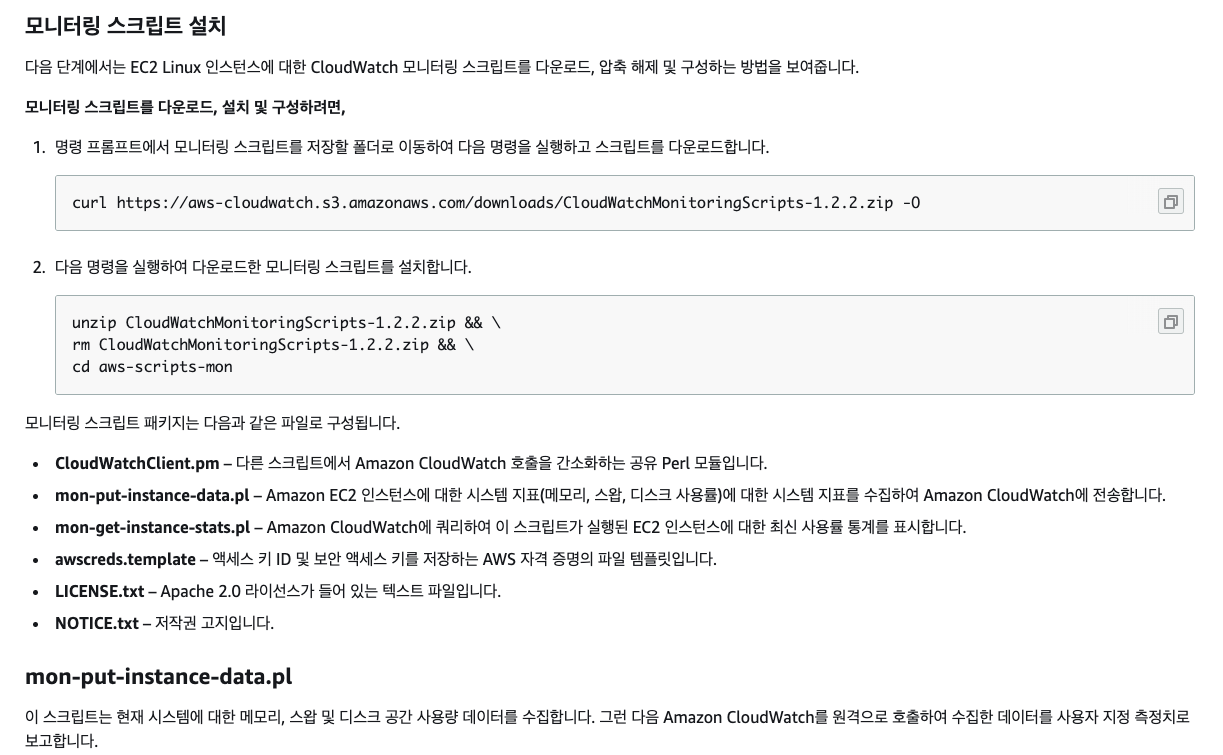 모니터링 스크립트 설치
다음 단계에서는 EC2 Linux 인스턴스에 대한 CloudWatch 모니터링 스크립트를 다운로드, 압축 해제 및 구성하는 방법을 보여줍니다.
모니터링 스크립트를 다운로드, 설치 및 구성하려면,
1. 명령 프롬프트에서 모니터링 스크립트를 저장할 폴더로 이동하여 다음 명령을 실행하고 스크립트를 다운로드합니다.
curl https://aws-cloudwatch.s3.amazonaws.com/downloads/CloudWatchMonitoringScripts-1.2.2.zip -O
2. 다음 명령을 실행하여 다운로드한 모니터링 스크립트를 설치합니다.
unzip CloudWatchMonitoringScripts-1.2.2.zip && \
rm CloudWatchMonitoringScripts-1.2.2.zip && \
cd aws-scripts-mon
모니터링 스크립트 패키지는 다음과 같은 파일로 구성됩니다.
• CloudWatchClient.pm – 다른 스크립트에서 Amazon CloudWatch 호출을 간소화하는 공유 Perl 모듈입니다.
• mon-put-instance-data.pl – Amazon EC2 인스턴스에 대한 시스템 지표(메모리, 스왑, 디스크 사용률)에 대한 시스템 지표를 수집하여 Amazon CloudWatch에 전송합니다.
• mon-get-instance-stats.pl – Amazon CloudWatch에 쿼리하여 이 스크립트가 실행된 EC2 인스턴스에 대한 최신 사용률 통계를 표시합니다.
• awscreds.template – 액세스 키 ID 및 보안 액세스 키를 저장하는 AWS 자격 증명의 파일 템플릿입니다.
• LICENSE.txt – Apache 2.0 라이선스가 들어 있는 텍스트 파일입니다.
• NOTICE.txt – 저작권 고지입니다.
mon-put-instance-data.pl
이 스크립트는 현재 시스템에 대한 메모리, 스왑 및 디스크 공간 사용량 데이터를 수집합니다. 그런 다음 Amazon CloudWatch를 원격으로 호출하여 수집한 데이터를 사용자 지정 측정치로
보고합니다.